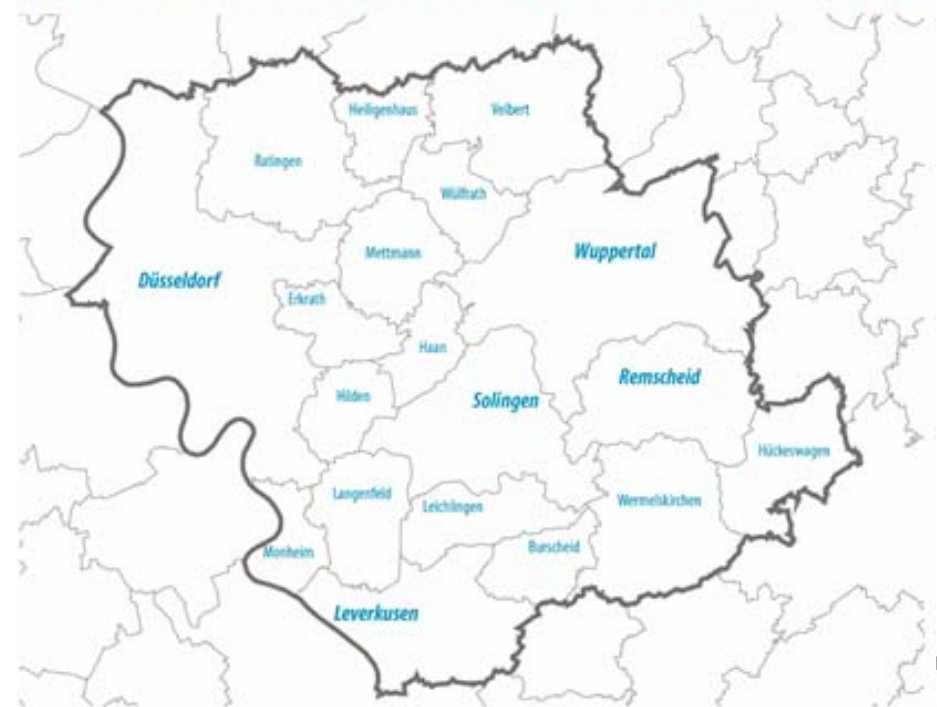 Heiligenhaus
Velbert
Ratingen
Wülfrath
Mettmann
Wuppertal
Düsseldorf
Erkrath
Haan
Remscheid
Hilden
Solingen
Hückeswagen
Langenfeld
Leichlingen
Wermelskirchen
Monheim
Burscheid
Leverkusen